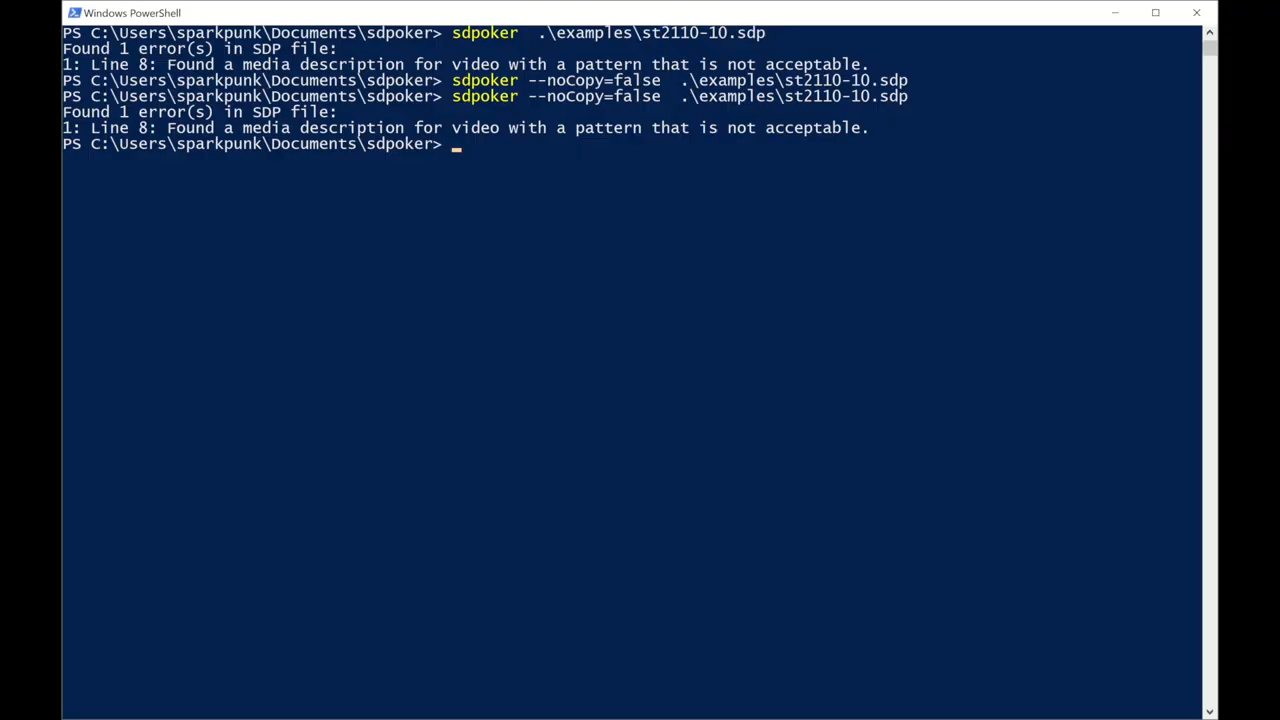 Windows PowerShell
PS C:\Users\sparkpunk\Documents\sdpoker> sdpoker  .\examples\st2110-10.sdp
Found 1 error(s) in SDP file:
1: Line 8: Found a media description for video with a pattern that is not acceptable.
PS C:\Users\sparkpunk\Documents\sdpoker> sdpoker --noCopy=false  .\examples\st2110-10.sdp
PS C:\Users\sparkpunk\Documents\sdpoker> sdpoker --noCopy=false  .\examples\st2110-10.sdp
Found 1 error(s) in SDP file:
1: Line 8: Found a media description for video with a pattern that is not acceptable.
PS C:\Users\sparkpunk\Documents\sdpoker>